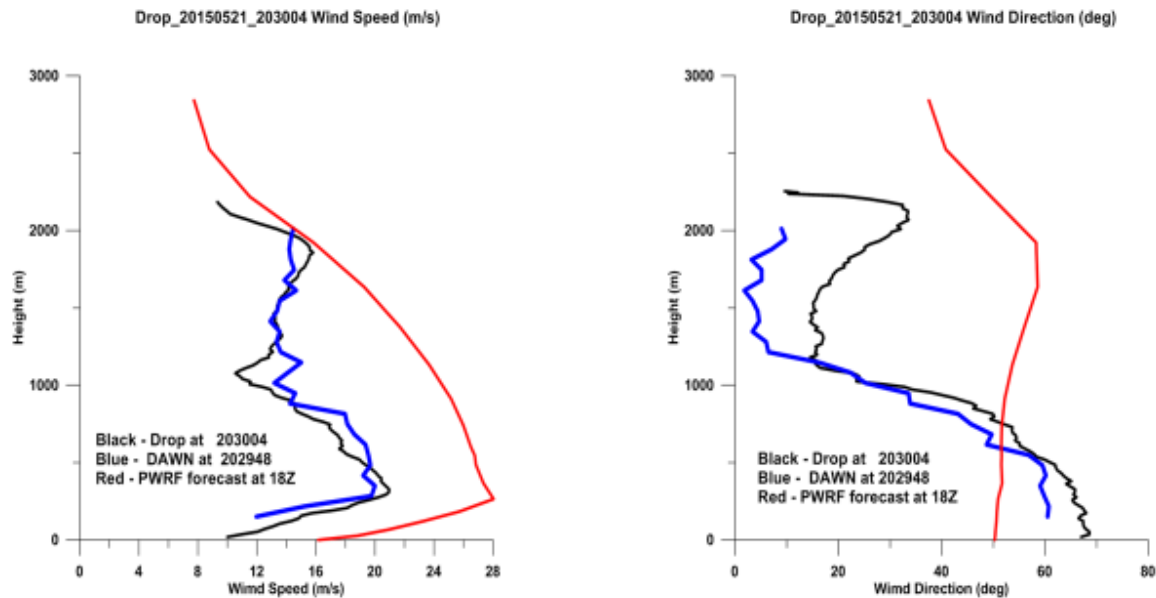 Drop_20150521_203004 Wind Speed (m/s)
3000
2000
Height (m)
1000
Black - Drop at 203004
Blue - DAWN at 202948
Red - PWRF forecast at 18Z
0
0 4 8 12 16 20 24 28
Wimd Speed (m/s)
Drop_20150521_203004 Wind Direction (deg)
3000
2000
Height (m)
1000
Black - Drop at 203004
Blue - DAWN at 202948
Red - PWRF forecast at 18Z
0
0 20 40 60 80
Wimd Direction (deg)